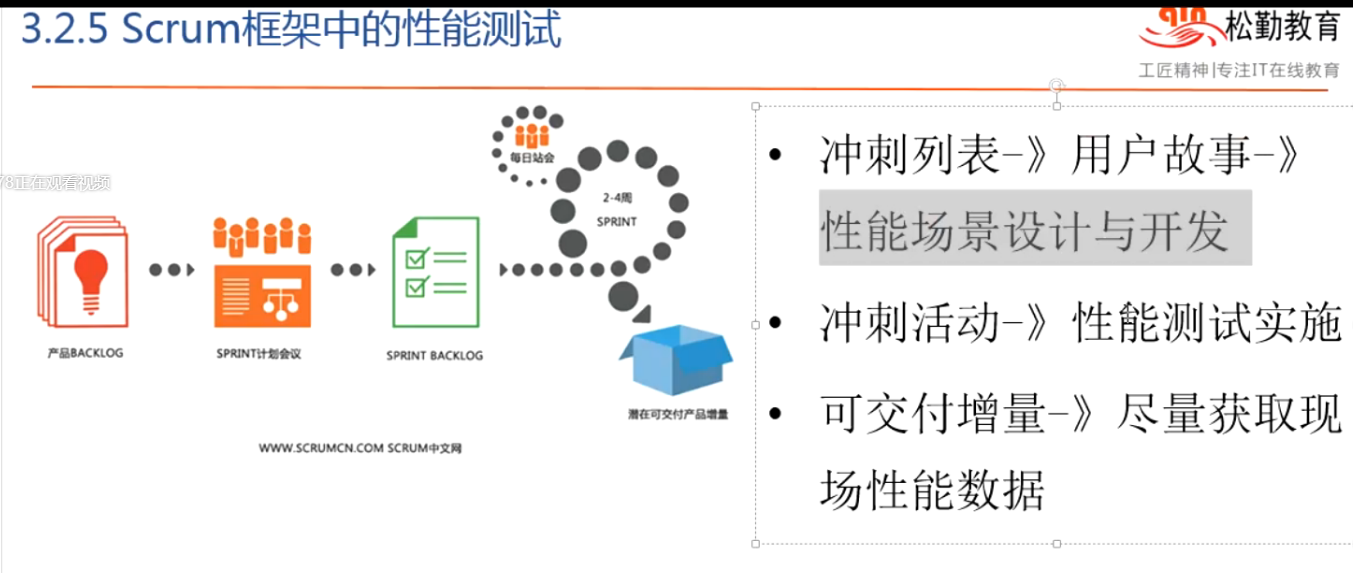 3.2.5 Scrum框架中的性能测试
松勤教育
工匠精神|专注IT在线教育
78正在观看视频
每日站会
2-4周
SPRINT
产品BACKLOG
SPRINT计划会议
SPRINT BACKLOG
潜在可交付产品增量
WWW.SCRUMCN.COM SCRUM中文网
• 冲刺列表-》用户故事-》
性能场景设计与开发
• 冲刺活动-》性能测试实施
• 可交付增量-》尽量获取现
场性能数据